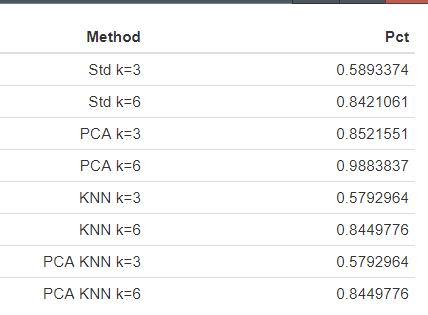 Method Pct
Std k=3 0.5893374
Std k=6 0.8421061
PCA k=3 0.8521551
PCA k=6 0.9883837
KNN k=3 0.5792964
KNN k=6 0.8449776
PCA KNN k=3 0.5792964
PCA KNN k=6 0.8449776